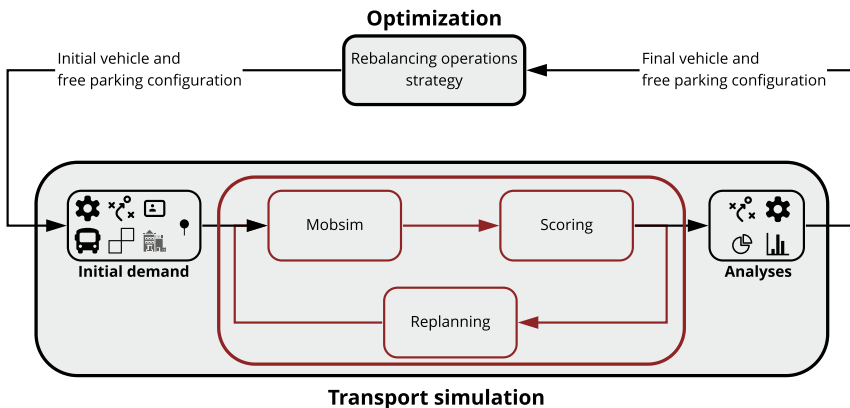 Optimization
Initial vehicle and
free parking configuration
Rebalancing operations
strategy
Final vehicle and
free parking configuration
Mobsim
Scoring
Initial demand
Analyses
Replanning
Transport simulation